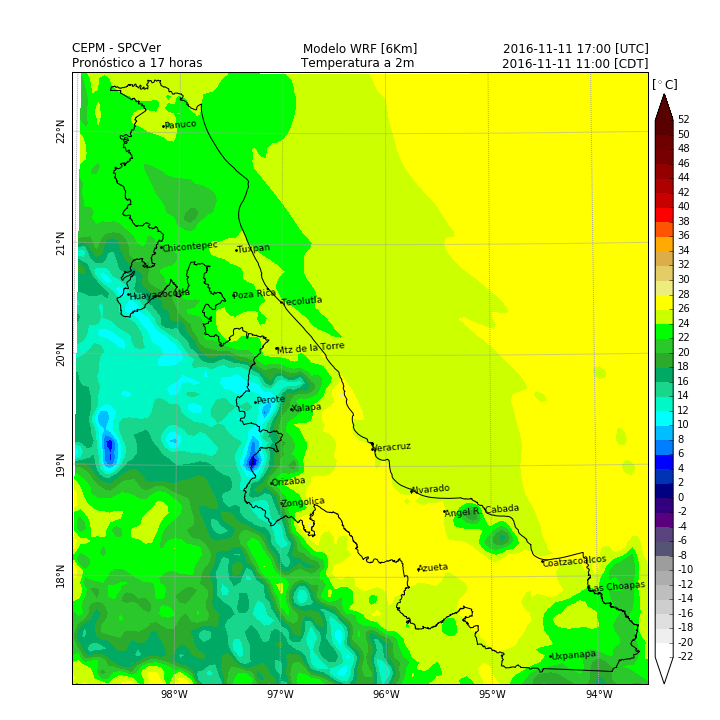 CEPM - SPCVer Modelo WRF [6Km] 2016-11-11 17:00 [UTC]
Pronóstico a 17 horas Temperatura a 2m 2016-11-11 11:00 [CDT]
[°C]
52
50
48
46
44
42
40
38
36
34
32
30
28
26
24
22
20
18
16
14
12
10
8
6
4
2
0
-2
-4
-6
-8
-10
-12
-14
-16
-18
-20
-22
22°N
21°N
20°N
19°N
18°N
Panuco
Chicontepec
Tuxpan
Huayacocotla
Poza Rica
Tecolutla
Mtz de la Torre
Perote
Xalapa
Veracruz
Orizaba
Alvarado
Zongolica
Angel R. Cabada
Azueta
Coatzacoalcos
Las Choapas
Uxpanapa
98°W 97°W 96°W 95°W 94°W